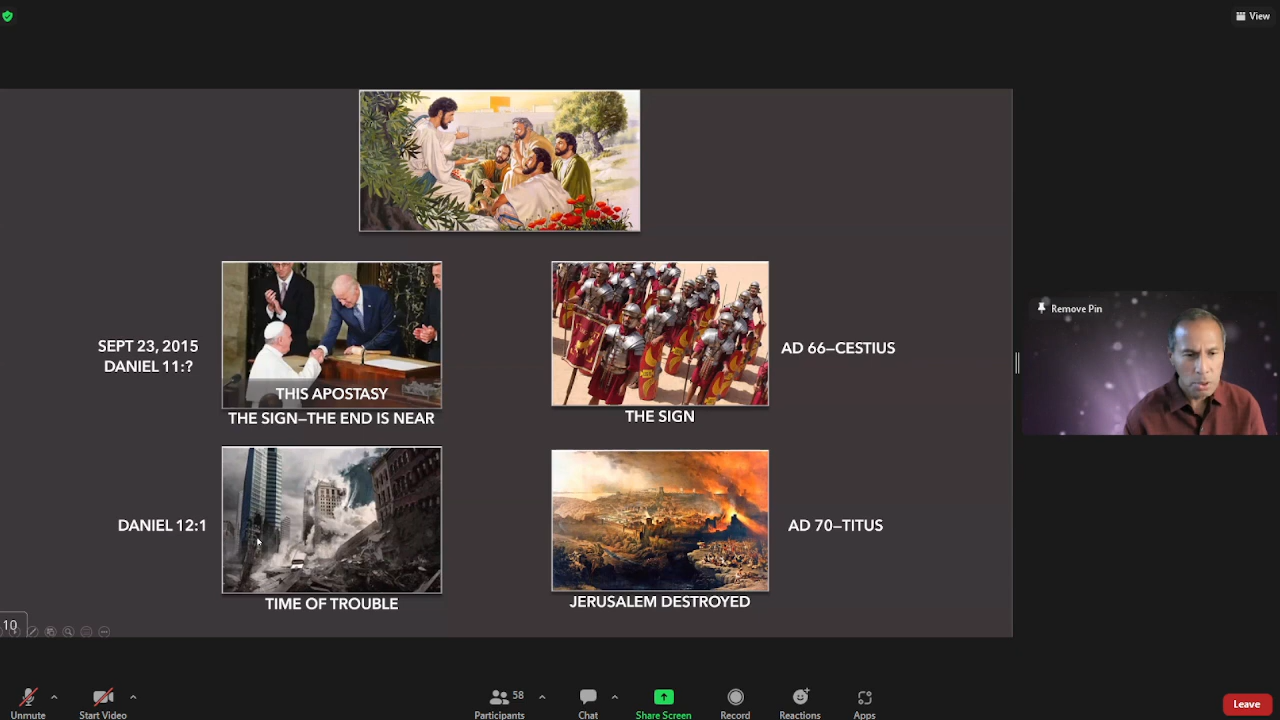 View
SEPT 23, 2015
DANIEL 11:?
THIS APOSTASY
THE SIGN–THE END IS NEAR
THE SIGN
AD 66–CESTIUS
Remove Pin
DANIEL 12:1
TIME OF TROUBLE
JERUSALEM DESTROYED
AD 70–TITUS
10
Unmute
Start Video
58
Participants
Chat
Share Screen
Record
Reactions
Apps
Leave